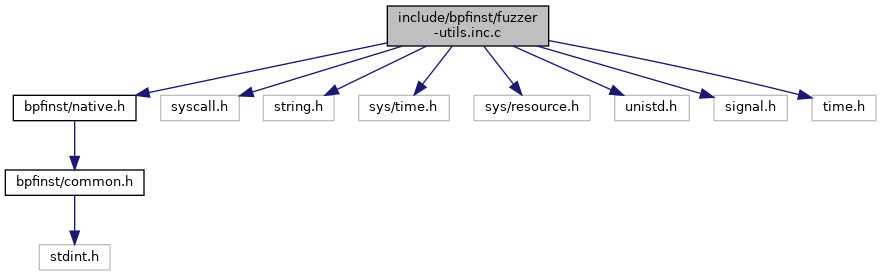 include/bpfinst/fuzzer
-utils.inc.c
bpfinst/native.h
syscall.h
string.h
sys/time.h
sys/resource.h
unistd.h
signal.h
time.h
bpfinst/common.h
stdint.h